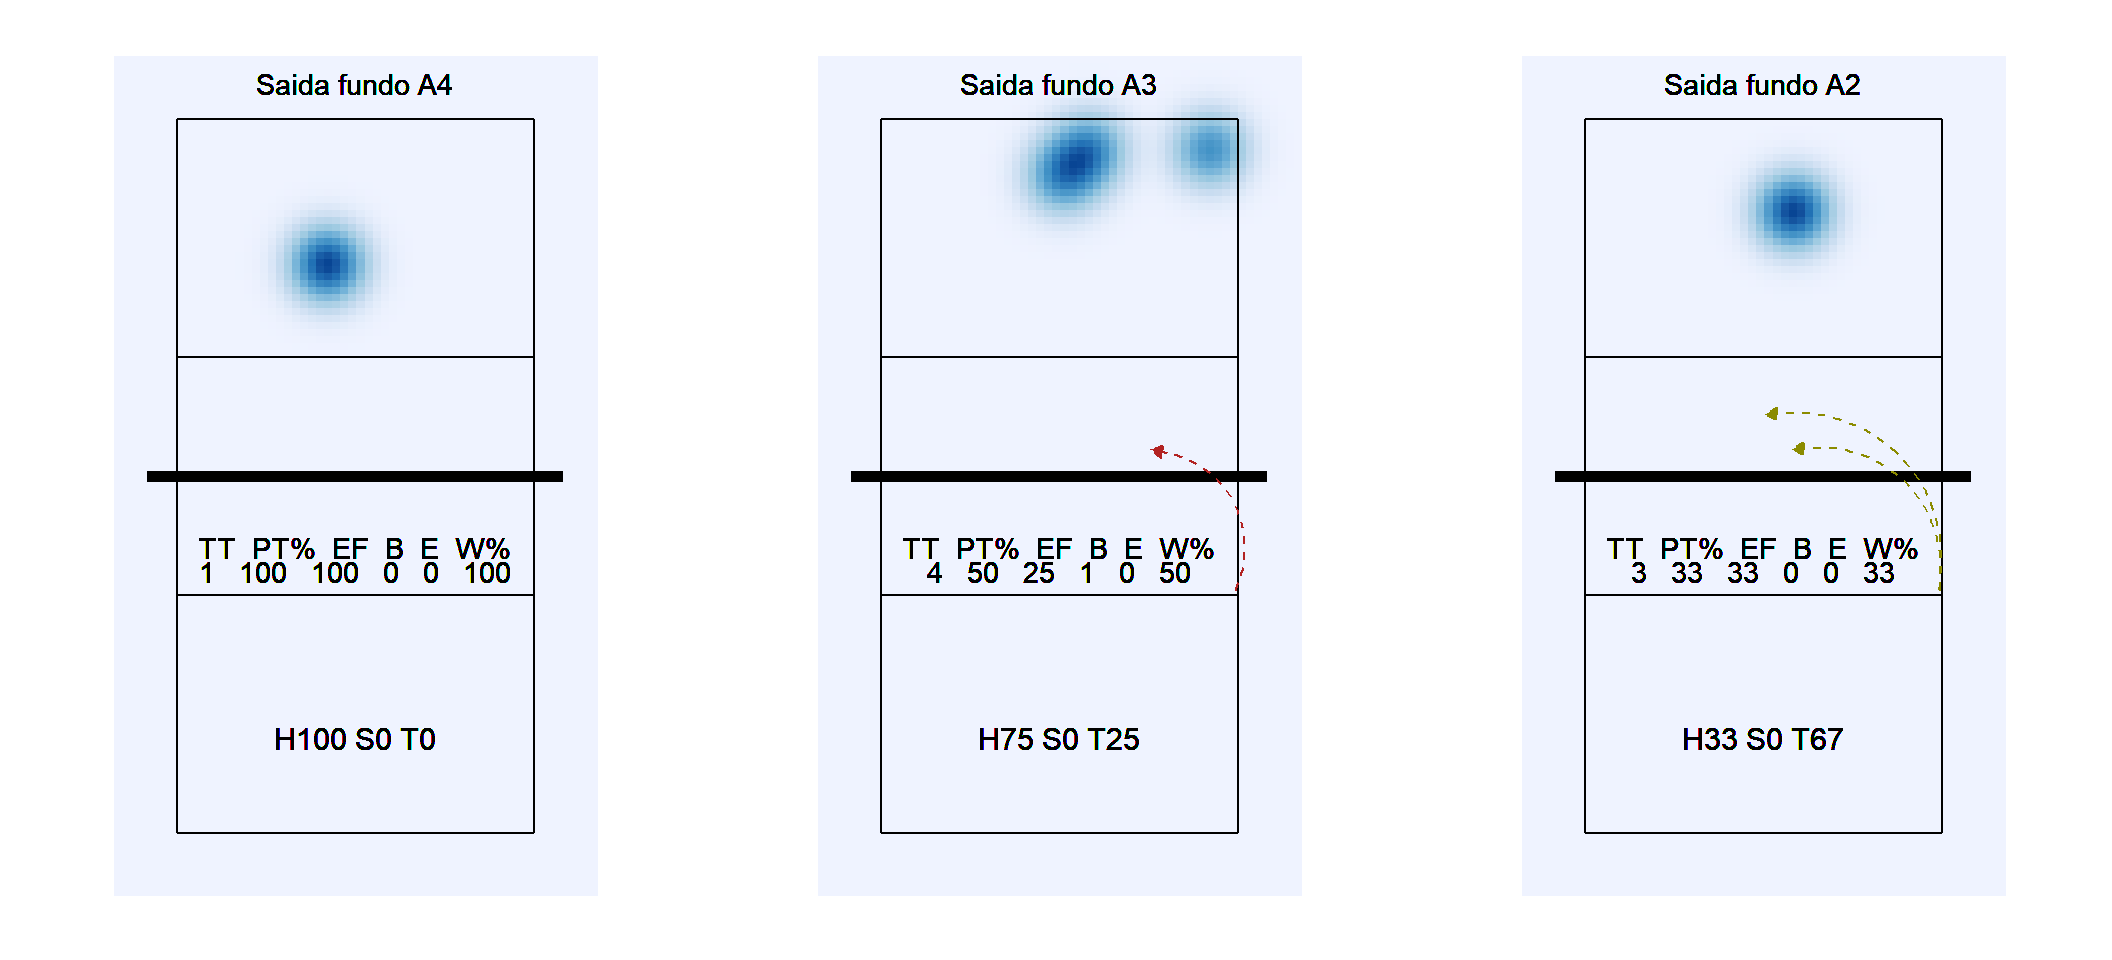 Saida fundo A4
TT PT% EF B E W%
1 100 100 0 0 100
H100 S0 T0
Saida fundo A3
TT PT% EF B E W%
4 50 25 1 0 50
H75 S0 T25
Saida fundo A2
TT PT% EF B E W%
3 33 33 0 0 33
H33 S0 T67